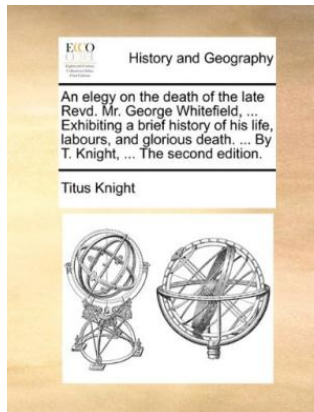 ECCO
History and Geography
An elegy on the death of the late
Revd. Mr. George Whitefield, ...
Exhibiting a brief history of his life,
labours, and glorious death. ... By
T. Knight, ... The second edition.
Titus Knight